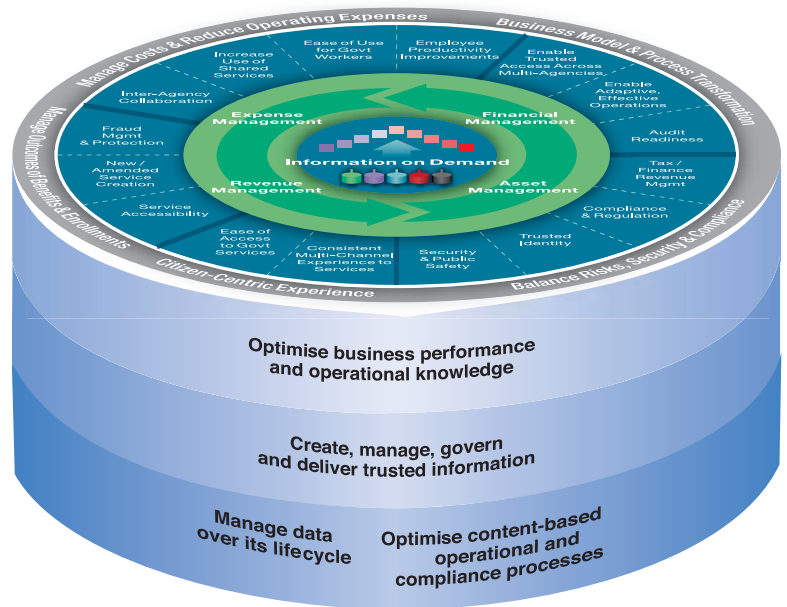 Manage Costs & Reduce Operating Expenses
Business Model & Process Transformation
Balance Risks, Security & Compliance
Citizen-Centric Experience
Manage Outcomes of Benefits & Enrollments
Increase
Use of
Shared
Services
Ease of Use
for Govt
Workers
Employee
Productivity
Improvements
Enable
Trusted
Access Across
Multi-Agencies
Enable
Adaptive,
Effective
Operations
Audit
Readiness
Tax /
Finance
Revenue
Mgmt
Compliance
& Regulation
Trusted
Identity
Security
& Public
Safety
Consistent
Multi-Channel
Experience to
Services
Ease of
Access
to Govt
Services
Service
Accessibility
New /
Amended
Service
Creation
Fraud
Mgmt
& Protection
Inter-Agency
Collaboration
Expense
Management
Financial
Management
Information on Demand
Revenue
Management
Asset
Management
Optimise business performance
and operational knowledge
Create, manage, govern
and deliver trusted information
Manage data
over its lifecycle
Optimise content-based
operational and
compliance processes